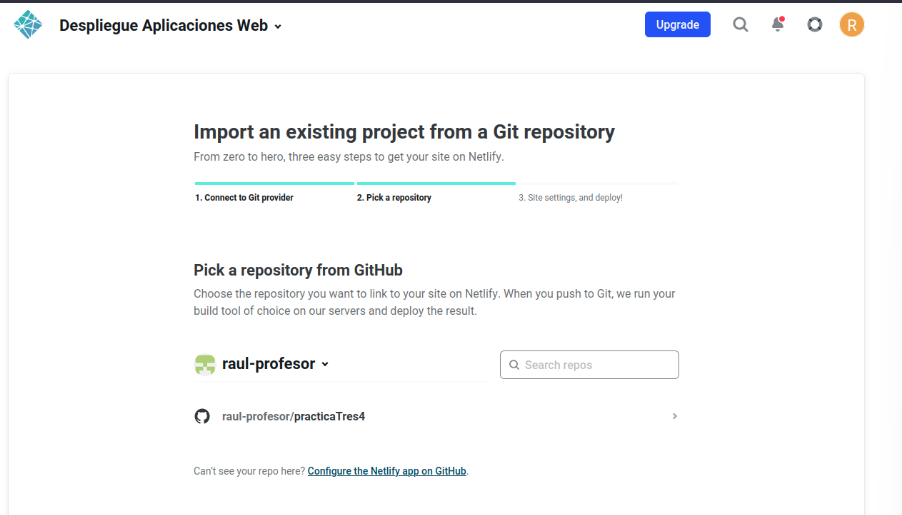 Despliegue Aplicaciones Web
Upgrade
R
Import an existing project from a Git repository
From zero to hero, three easy steps to get your site on Netlify.
1. Connect to Git provider
2. Pick a repository
3. Site settings, and deploy!
Pick a repository from GitHub
Choose the repository you want to link to your site on Netlify. When you push to Git, we run your
build tool of choice on our servers and deploy the result.
raul-profesor
Search repos
raul-profesor/practicaTres4
Can't see your repo here? Configure the Netlify app on GitHub.